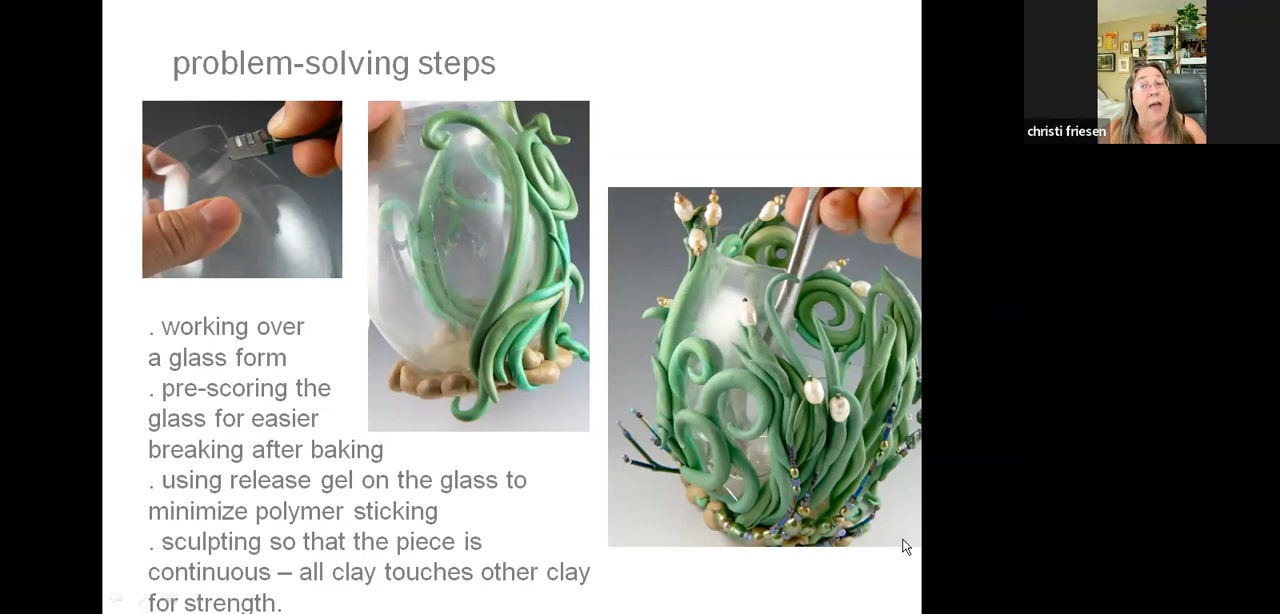 problem-solving steps
christi friesen
. working over
a glass form
. pre-scoring the
glass for easier
breaking after baking
. using release gel on the glass to
minimize polymer sticking
. sculpting so that the piece is
continuous – all clay touches other clay
for strength.